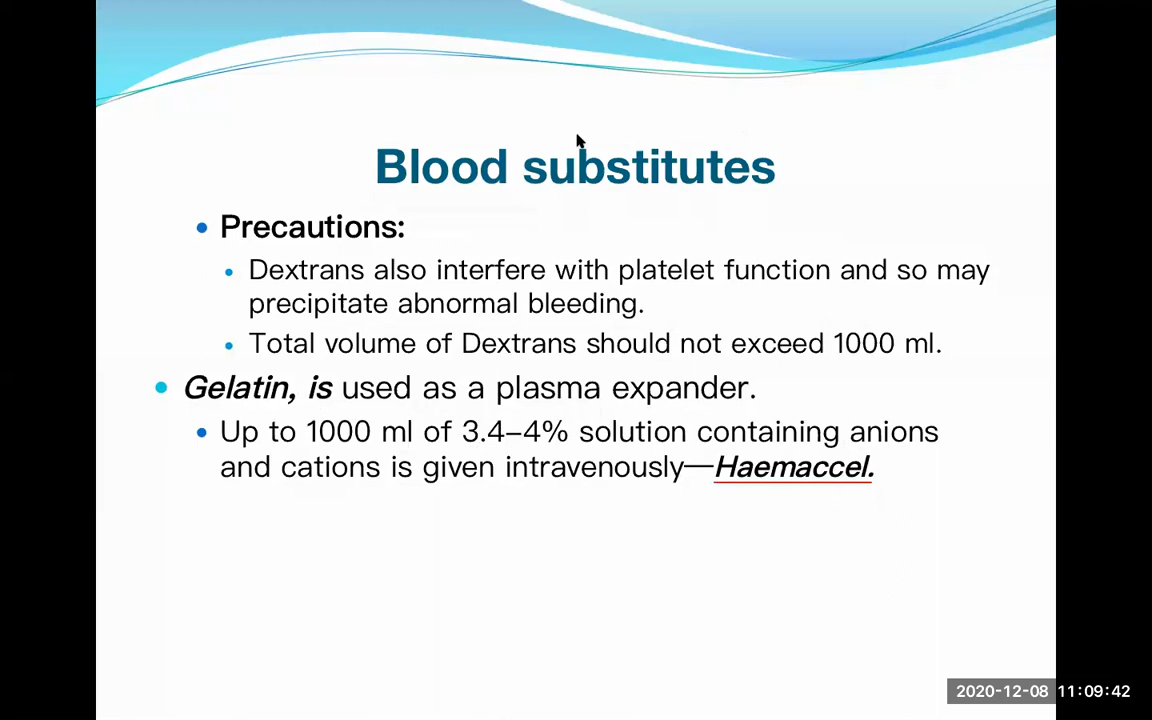 Blood substitutes
• Precautions:
• Dextrans also interfere with platelet function and so may
precipitate abnormal bleeding.
• Total volume of Dextrans should not exceed 1000 ml.
• Gelatin, is used as a plasma expander.
• Up to 1000 ml of 3.4–4% solution containing anions
and cations is given intravenously—Haemaccel.
2020-12-08 11:09:42